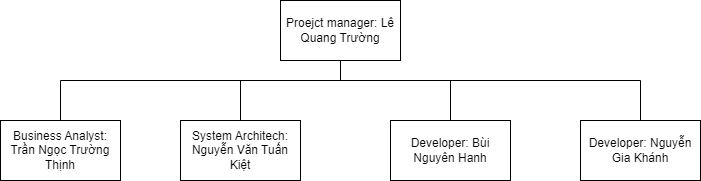 Proejct manager: Lê
Quang Trường
Business Analyst:
Trần Ngọc Trường
Thịnh
System Architech:
Nguyễn Văn Tuấn
Kiệt
Developer: Bùi
Nguyên Hanh
Developer: Nguyễn
Gia Khánh